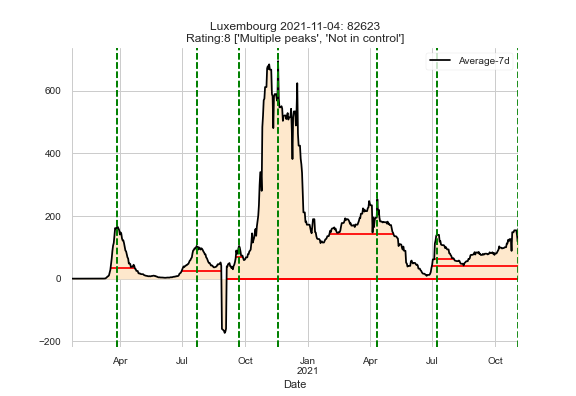 Luxembourg 2021-11-04: 82623
Rating:8 ['Multiple peaks', 'Not in control']
Average-7d
600
400
200
0
−200
Apr
Jul
Oct
Jan
2021
Apr
Jul
Oct
Date